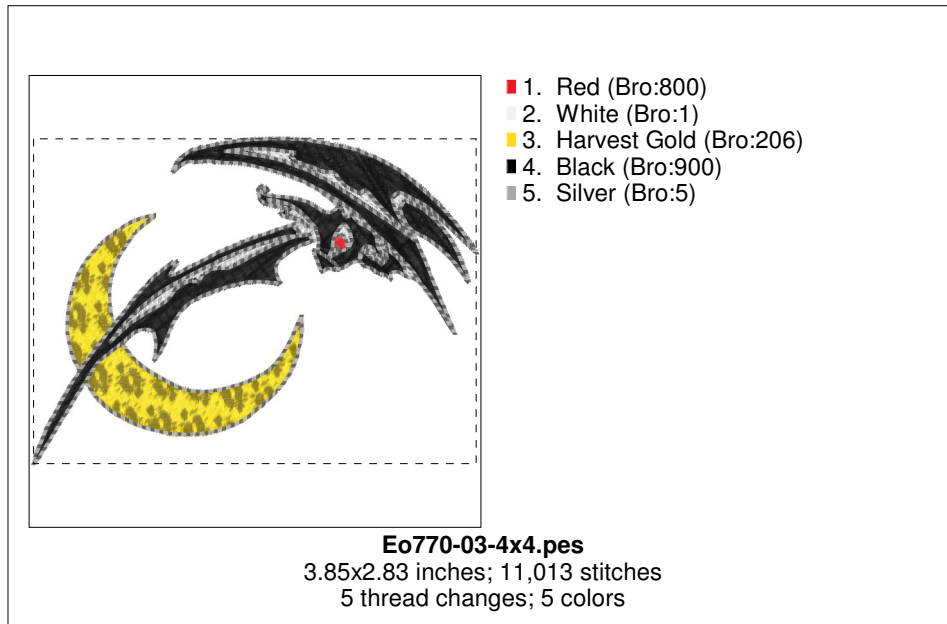 1. Red (Bro:800)
2. White (Bro:1)
3. Harvest Gold (Bro:206)
4. Black (Bro:900)
5. Silver (Bro:5)
Eo770-03-4x4.pes
3.85x2.83 inches; 11,013 stitches
5 thread changes; 5 colors